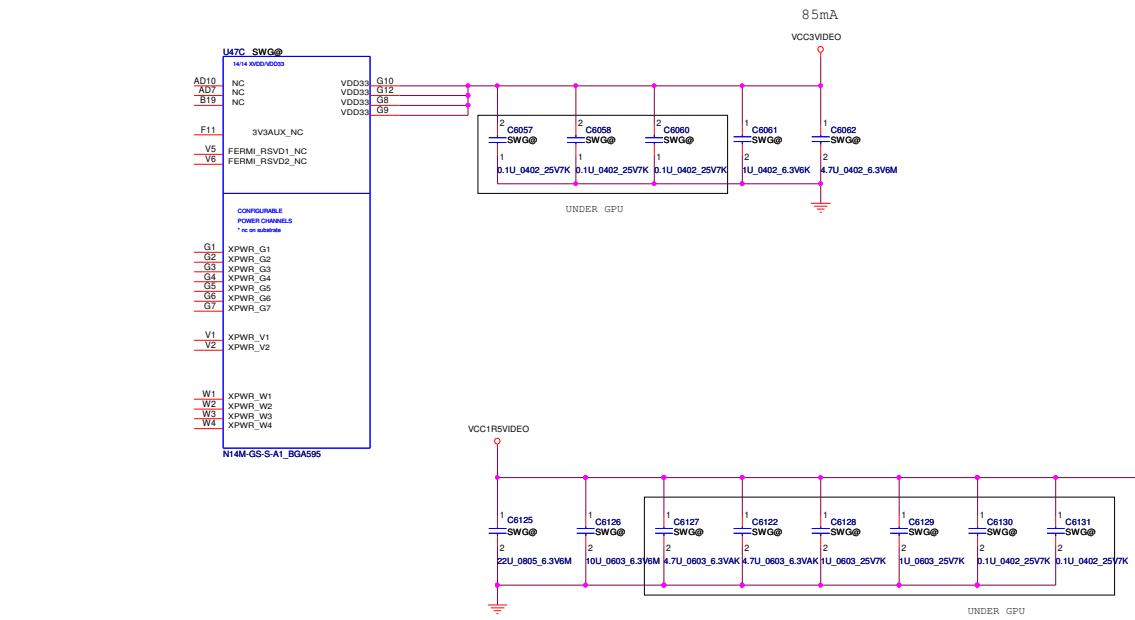 85mA
VCC3VIDEO
U47C SWG@
14/14 XVDD/VDD33
AD10 NC VDD33 G10
AD7 NC VDD33 G12
B19 NC VDD33 G8
VDD33 G9
F11 3V3AUX_NC
V5 FERMI_RSVD1_NC
V6 FERMI_RSVD2_NC
2 2 2 1 1
C6057 C6058 C6060 C6061 C6062
SWG@ SWG@ SWG@ SWG@ SWG@
1 1 1 2 2
0.1U_0402_25V7K 0.1U_0402_25V7K 0.1U_0402_25V7K 1U_0402_6.3V6K 4.7U_0402_6.3V6M
UNDER GPU
CONFIGURABLE
POWER CHANNELS
* nc on substrate
G1 XPWR_G1
G2 XPWR_G2
G3 XPWR_G3
G4 XPWR_G4
G5 XPWR_G5
G6 XPWR_G6
G7 XPWR_G7
V1 XPWR_V1
V2 XPWR_V2
W1 XPWR_W1
W2 XPWR_W2
W3 XPWR_W3
W4 XPWR_W4
N14M-GS-S-A1_BGA595
VCC1R5VIDEO
1 1 1 1 1 1 1 1
C6125 C6126 C6127 C6122 C6128 C6129 C6130 C6131
SWG@ SWG@ SWG@ SWG@ SWG@ SWG@ SWG@ SWG@
2 2 2 2 2 2 2 2
22U_0805_6.3V6M 10U_0603_6.3V6M 4.7U_0603_6.3VAK 4.7U_0603_6.3VAK 1U_0603_25V7K 1U_0603_25V7K 0.1U_0402_25V7K 0.1U_0402_25V7K
UNDER GPU